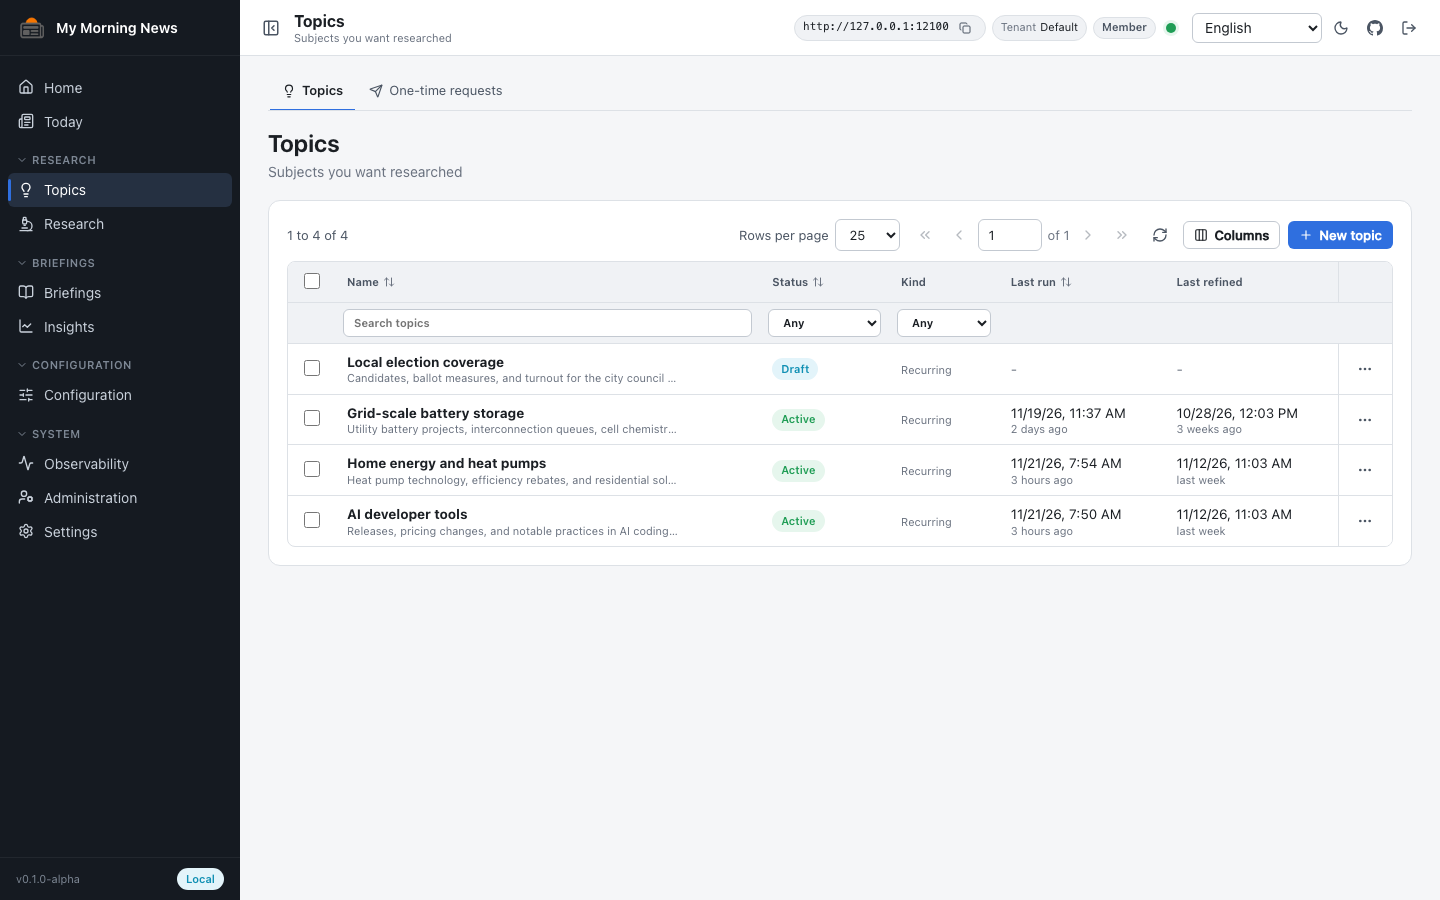 My Morning News
Home
Today
RESEARCH
Topics
Research
BRIEFINGS
Briefings
Insights
CONFIGURATION
Configuration
SYSTEM
Observability
Administration
Settings
v0.1.0-alpha
Local
Topics
Subjects you want researched
http://127.0.0.1:12100
Tenant Default
Member
English
Topics
One-time requests
Topics
Subjects you want researched
1 to 4 of 4
Rows per page
25
1
of 1
Columns
New topic
Name
Status
Kind
Last run
Last refined
Search topics
Any
Any
Local election coverage
Candidates, ballot measures, and turnout for the city council ...
Draft
Recurring
-
-
Grid-scale battery storage
Utility battery projects, interconnection queues, cell chemistr...
Active
Recurring
11/19/26, 11:37 AM
2 days ago
10/28/26, 12:03 PM
3 weeks ago
Home energy and heat pumps
Heat pump technology, efficiency rebates, and residential sol...
Active
Recurring
11/21/26, 7:54 AM
3 hours ago
11/12/26, 11:03 AM
last week
AI developer tools
Releases, pricing changes, and notable practices in AI coding...
Active
Recurring
11/21/26, 7:50 AM
3 hours ago
11/12/26, 11:03 AM
last week